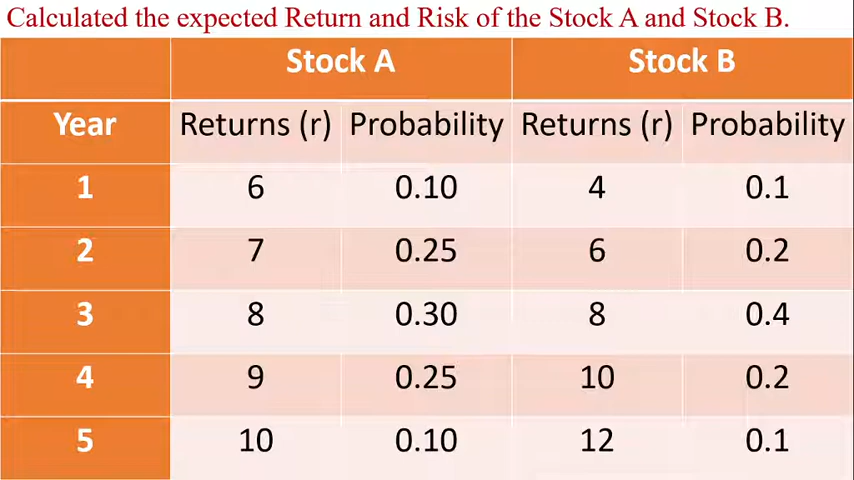 Calculated the expected Return and Risk of the Stock A and Stock B.
Stock A Stock B
Year Returns (r) Probability Returns (r) Probability
1 6 0.10 4 0.1
2 7 0.25 6 0.2
3 8 0.30 8 0.4
4 9 0.25 10 0.2
5 10 0.10 12 0.1